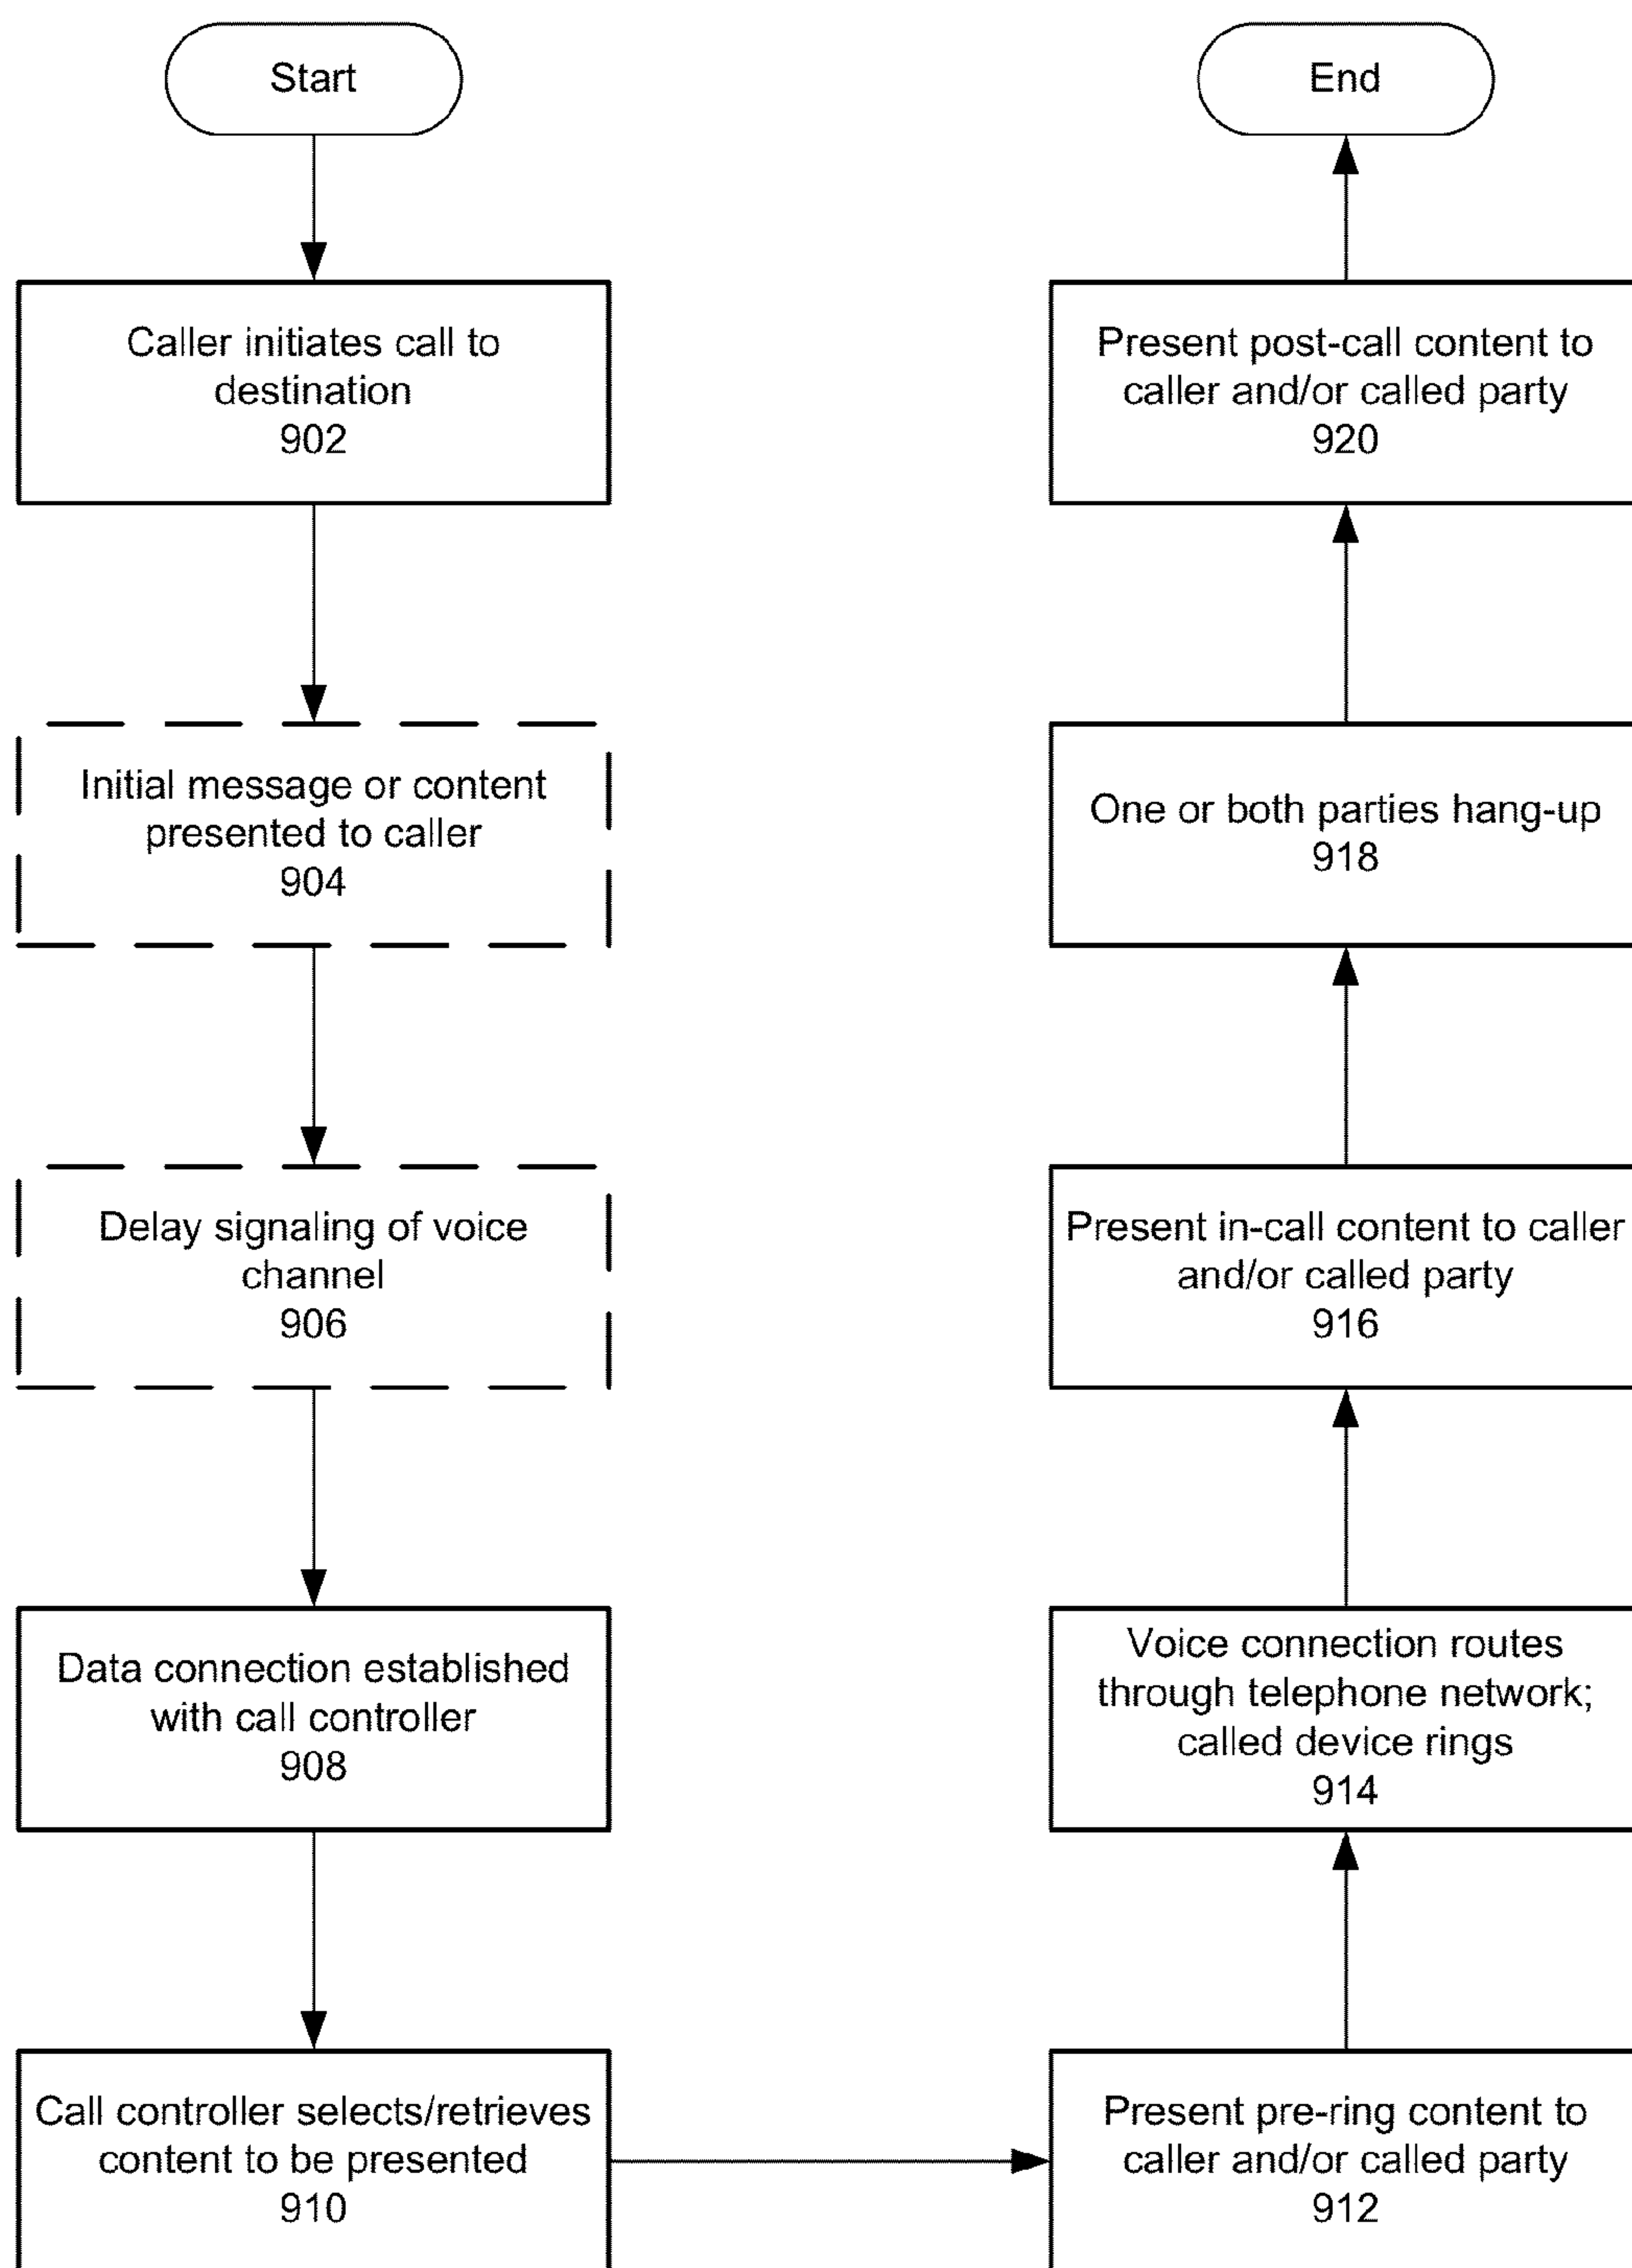 Start
Caller initiates call to
destination
902
Initial message or content
presented to caller
904
Delay signaling of voice
channel
906
Data connection established
with call controller
908
Call controller selects/retrieves
content to be presented
910
Present pre-ring content to
caller and/or called party
912
Voice connection routes
through telephone network;
called device rings
914
Present in-call content to caller
and/or called party
916
One or both parties hang-up
918
Present post-call content to
caller and/or called party
920
End